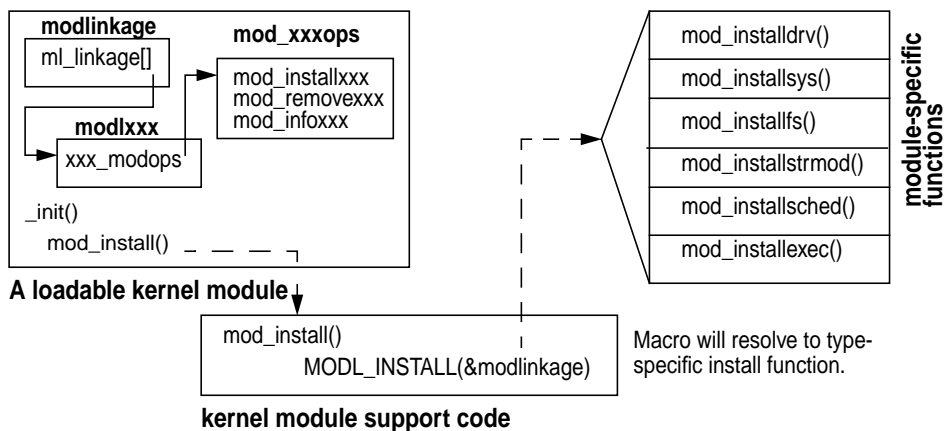 modlinkage
ml_linkage[]
mod_xxxops
mod_installxxx
mod_removexxx
mod_infoxxx
modlxxx
xxx_modops
_init()
mod_install()
A loadable kernel module
mod_installdrv()
mod_installsys()
mod_installfs()
mod_installstrmod()
mod_installsched()
mod_installexec()
module-specific
functions
mod_install()
MODL_INSTALL(&modlinkage)
kernel module support code
Macro will resolve to type-
specific install function.